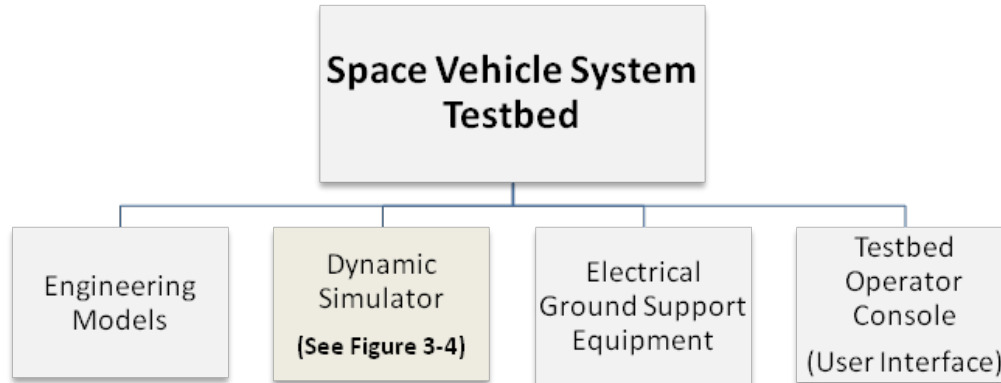 Space Vehicle System
Testbed
Engineering
Models
Dynamic
Simulator
(See Figure 3-4)
Electrical
Ground Support
Equipment
Testbed
Operator
Console
(User Interface)